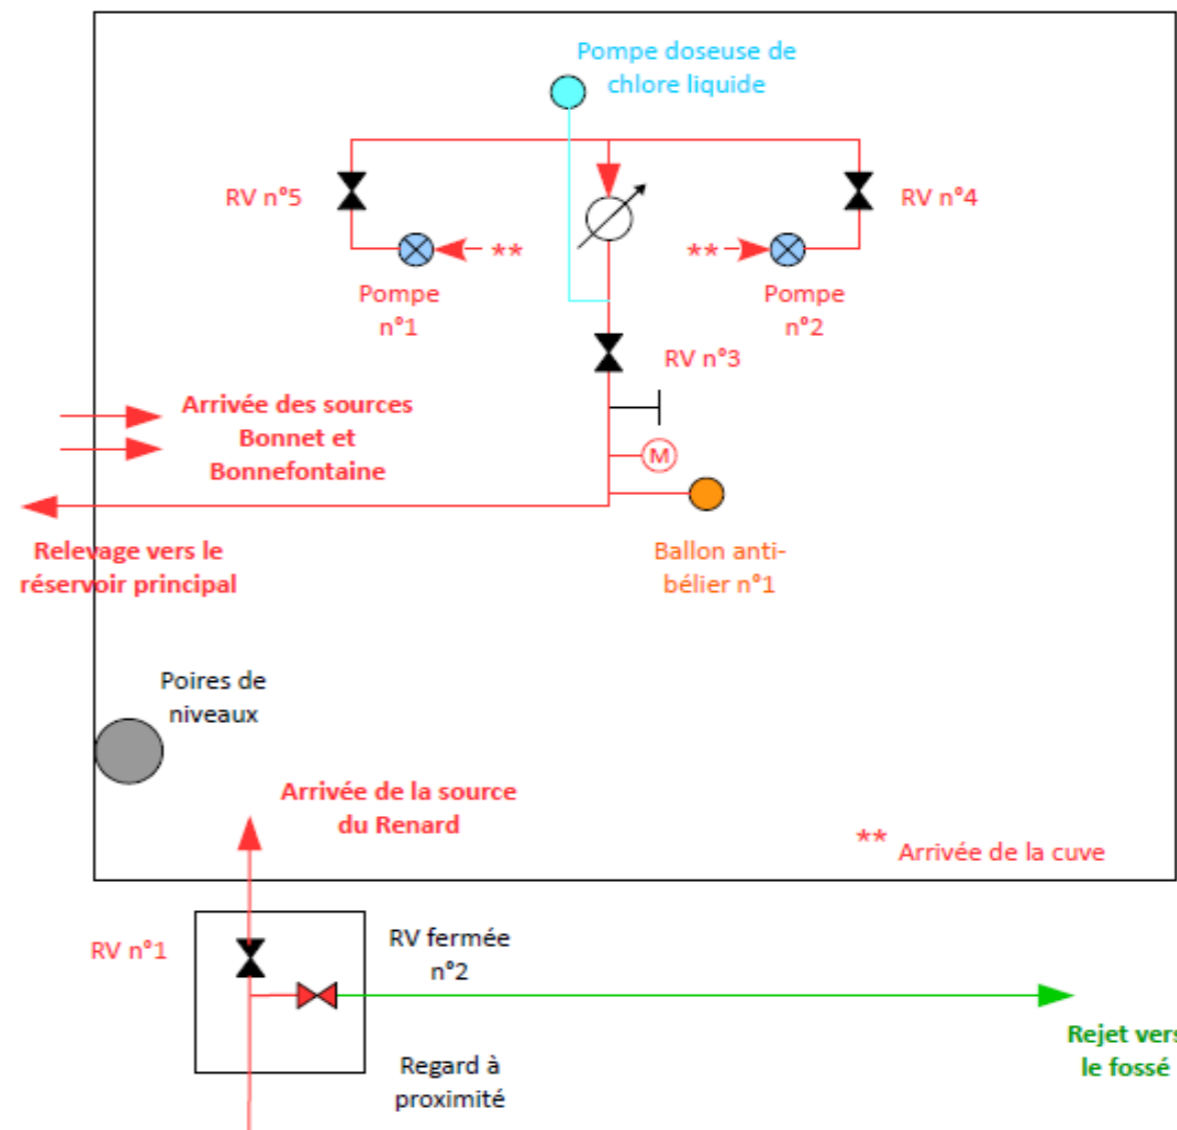 Pompe doseuse de
chlore liquide
RV n°5
RV n°4
**
**
Pompe
n°1
Pompe
n°2
RV n°3
Arrivée des sources
Bonnet et
Bonnefontaine
M
Relevage vers le
réservoir principal
Ballon anti-
bélier n°1
Poires de
niveaux
Arrivée de la source
du Renard
** Arrivée de la cuve
RV n°1
RV fermée
n°2
Rejet vers
le fossé
Regard à
proximité